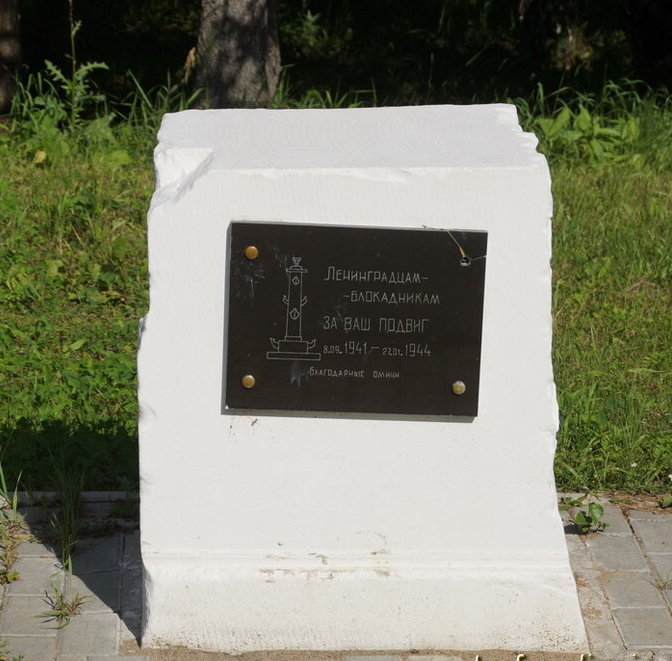 Ленинградцам-
-блокадникам
за ваш подвиг
8.09.1941 — 27.01.1944
благодарные омичи